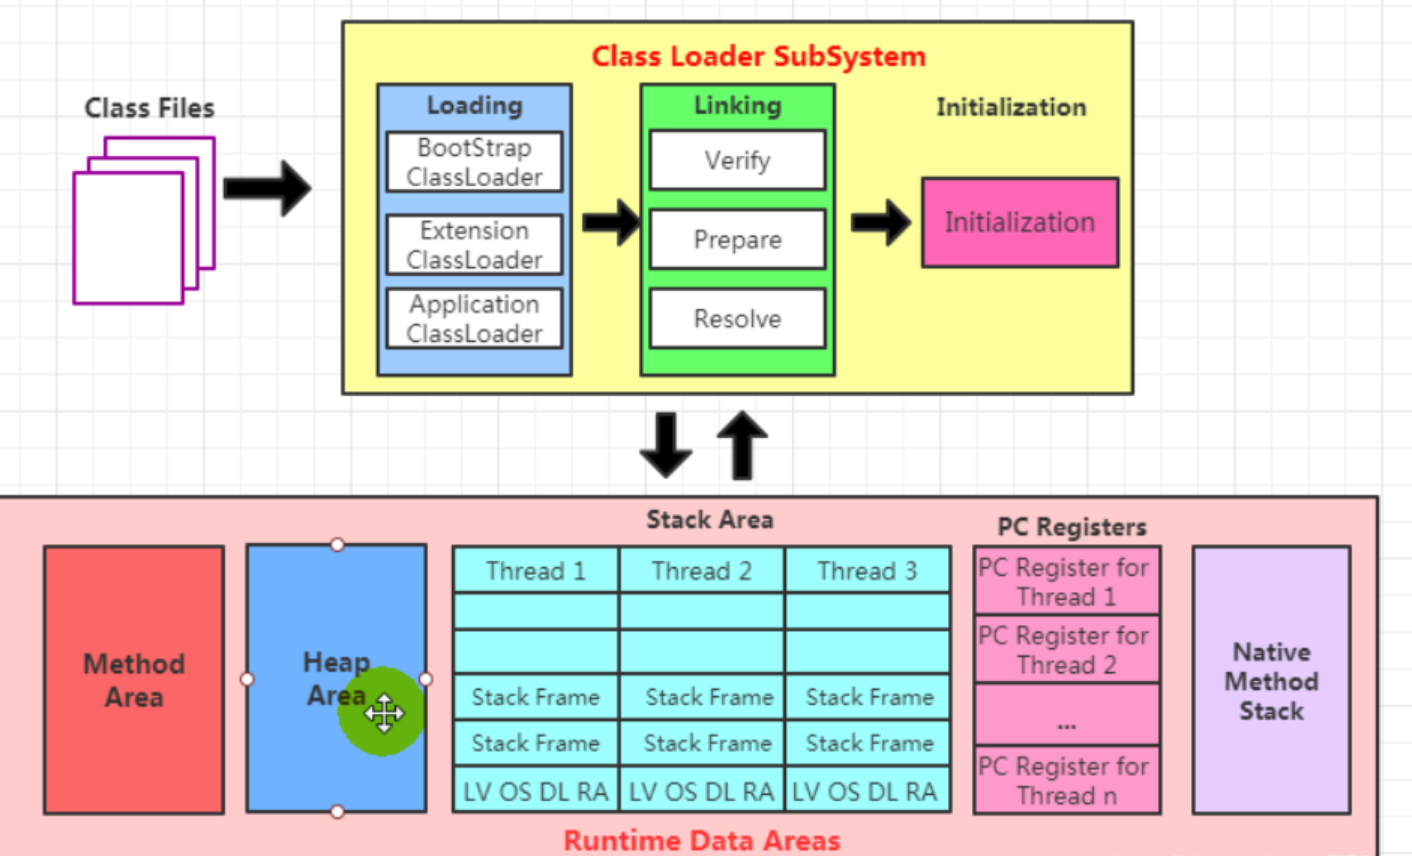 Class Loader SubSystem
Class Files
Loading
BootStrap
ClassLoader
Extension
ClassLoader
Application
ClassLoader
Linking
Verify
Prepare
Resolve
Initialization
Initialization
Method
Area
Heap
Area
Stack Area
Thread 1
Thread 2
Thread 3
Stack Frame
Stack Frame
Stack Frame
Stack Frame
Stack Frame
Stack Frame
LV OS DL RA
LV OS DL RA
LV OS DL RA
PC Registers
PC Register for
Thread 1
PC Register for
Thread 2
...
PC Register for
Thread n
Native
Method
Stack
Runtime Data Areas